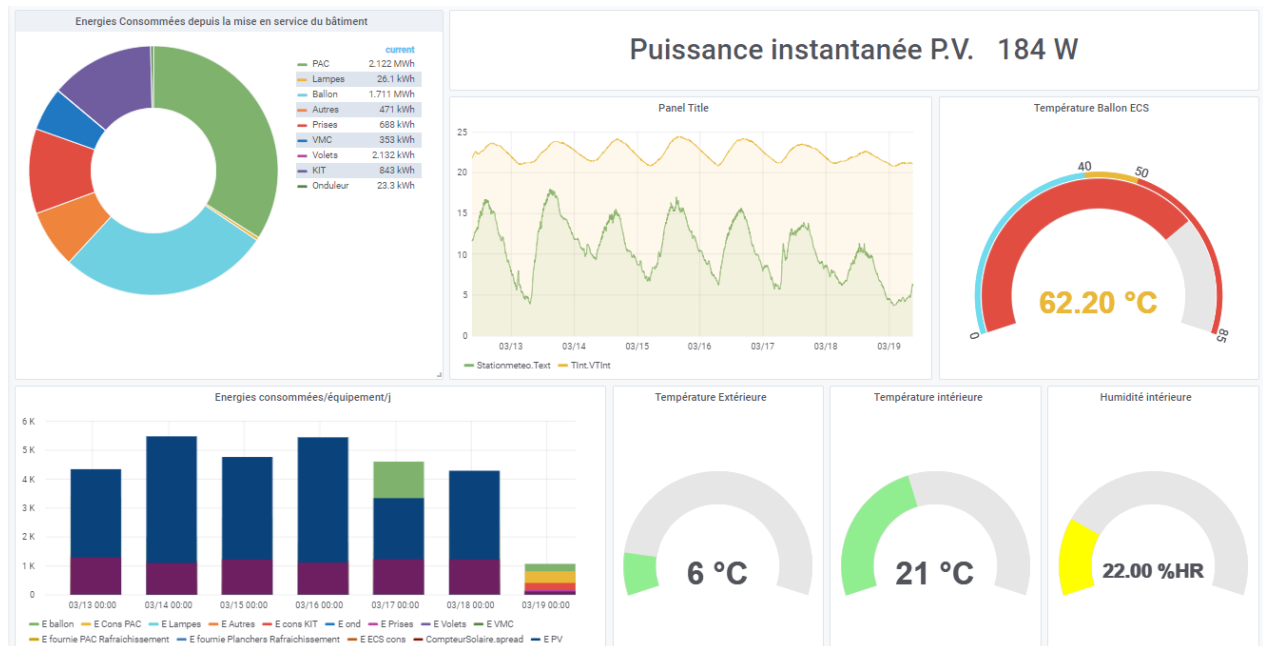 Energies Consommées depuis la mise en service du bâtiment
current
PAC 2.122 MWh
Lampes 26.1 kWh
Ballon 1.711 MWh
Autres 471 kWh
Prises 688 kWh
VMC 353 kWh
Volets 2.132 kWh
KIT 843 kWh
Onduleur 23.3 kWh
Puissance instantanée P.V. 184 W
Panel Title
25
20
15
10
5
0
03/13 03/14 03/15 03/16 03/17 03/18 03/19
Stationmeteo.Text TInt.VTInt
Température Ballon ECS
40
50
62.20 °C
0
85
Energies consommées/équipement/j
6 K
5 K
4 K
3 K
2 K
1 K
0
03/13 00:00 03/14 00:00 03/15 00:00 03/16 00:00 03/17 00:00 03/18 00:00 03/19 00:00
E ballon E Cons PAC E Lampes E Autres E cons KIT E ond E Prises E Volets E VMC
E fournie PAC Rafraichissement E fournie Planchers Rafraichissement E ECS cons CompteurSolaire.spread E PV
Température Extérieure
6 °C
Température intérieure
21 °C
Humidité intérieure
22.00 %HR